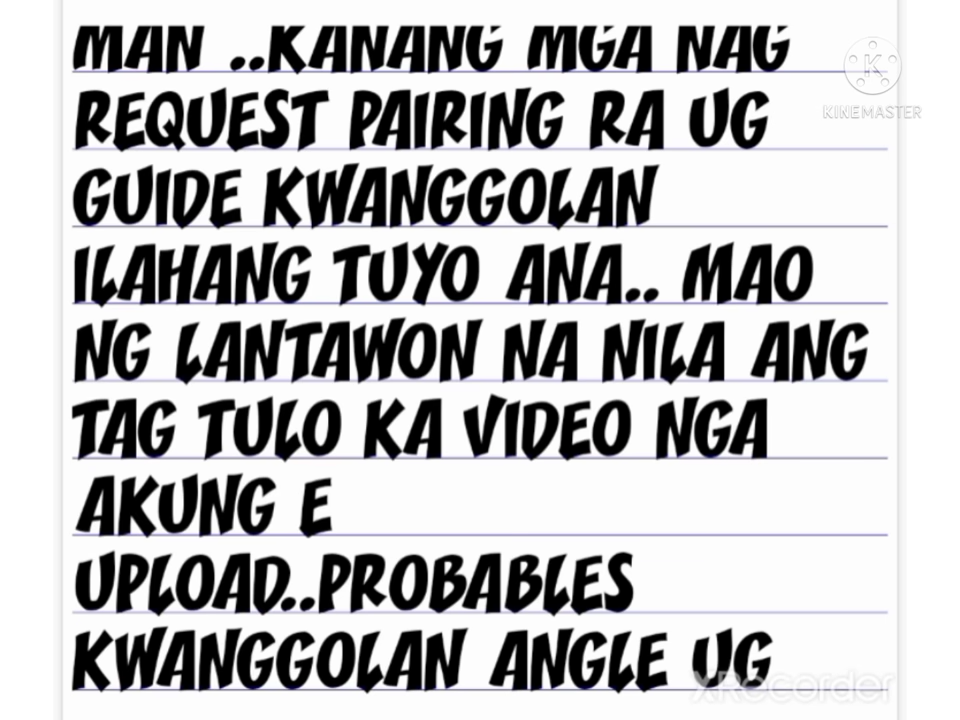 MAN ..KANANG MGA NAG
REQUEST PAIRING RA UG
GUIDE KWANGGOLAN
ILAHANG TUYO ANA.. MAO
NG LANTAWON NA NILA ANG
TAG TULO KA VIDEO NGA
AKUNG E
UPLOAD..PROBABLES
KWANGGOLAN ANGLE UG
K
KINEMASTER
XRecorder